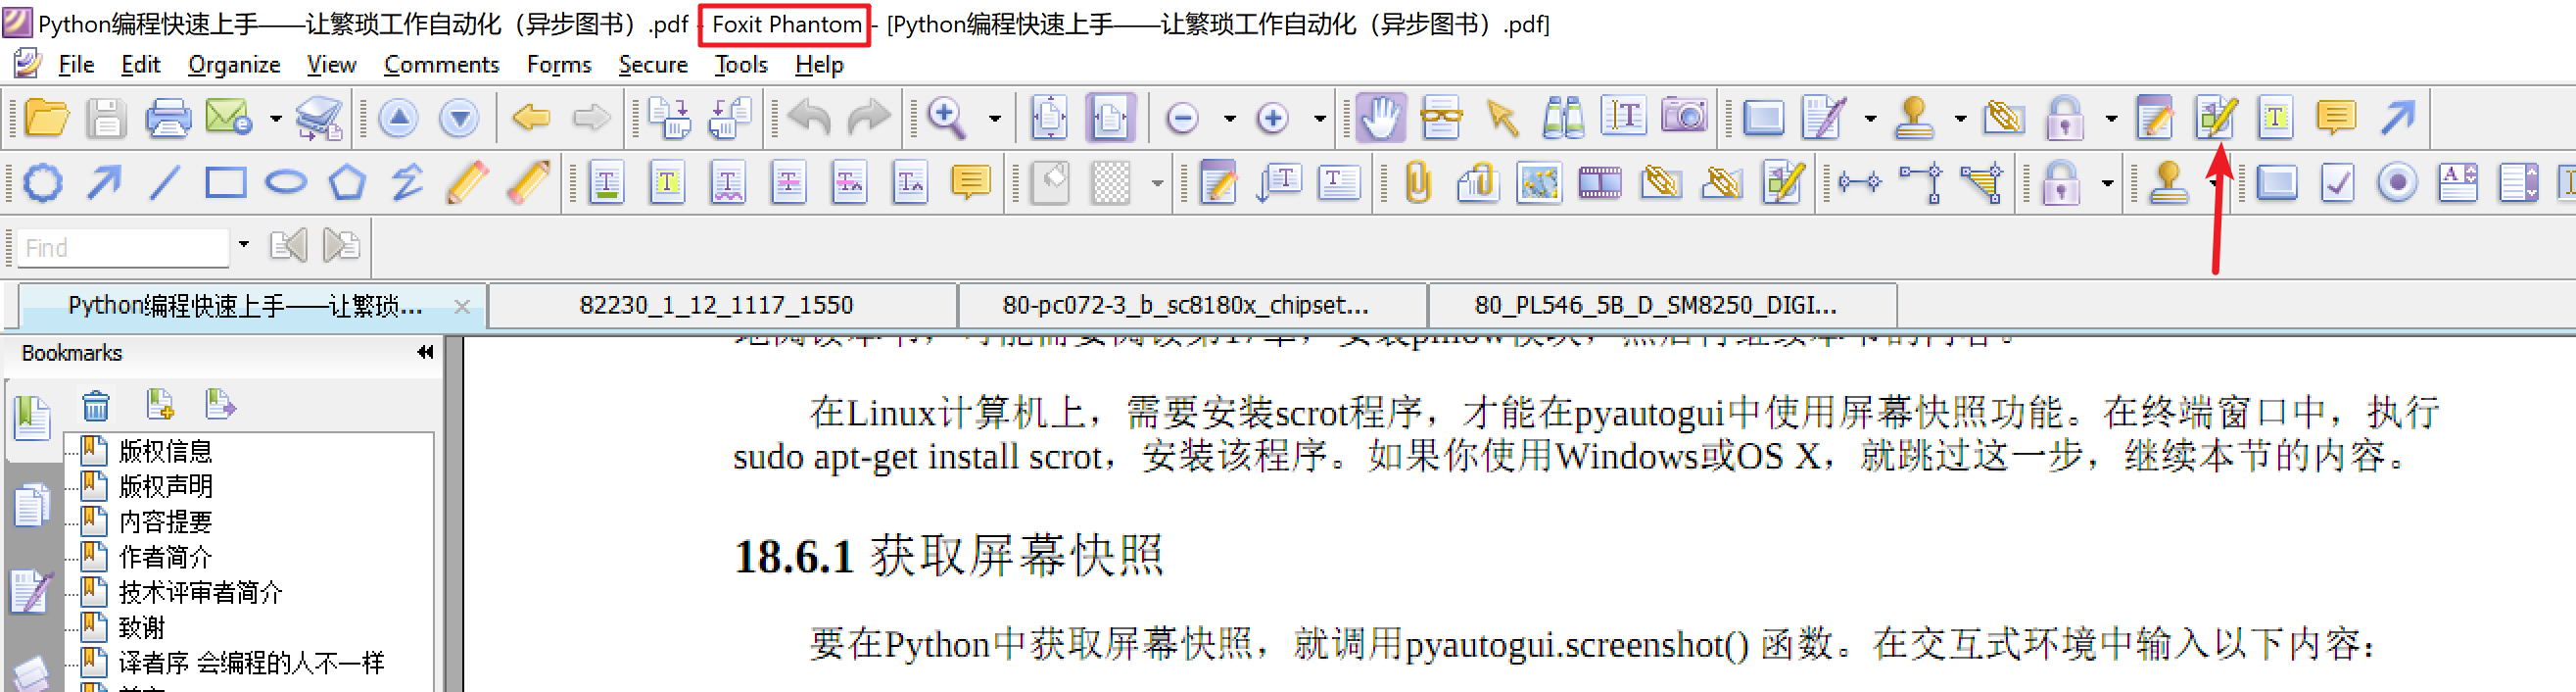 Python编程快速上手——让繁琐工作自动化（异步图书）.pdf - Foxit Phantom - [Python编程快速上手——让繁琐工作自动化（异步图书）.pdf]
File Edit Organize View Comments Forms Secure Tools Help
Find
Python编程快速上手——让繁琐... 82230_1_12_1117_1550 80-pc072-3_b_sc8180x_chipset... 80_PL546_5B_D_SM8250_DIGI...
Bookmarks
版权信息
版权声明
内容提要
作者简介
技术评审者简介
致谢
译者序 会编程的人不一样
在Linux计算机上，需要安装scrot程序，才能在pyautogui中使用屏幕快照功能。在终端窗口中，执行
sudo apt-get install scrot，安装该程序。如果你使用Windows或OS X，就跳过这一步，继续本节的内容。
18.6.1 获取屏幕快照
要在Python中获取屏幕快照，就调用pyautogui.screenshot() 函数。在交互式环境中输入以下内容：